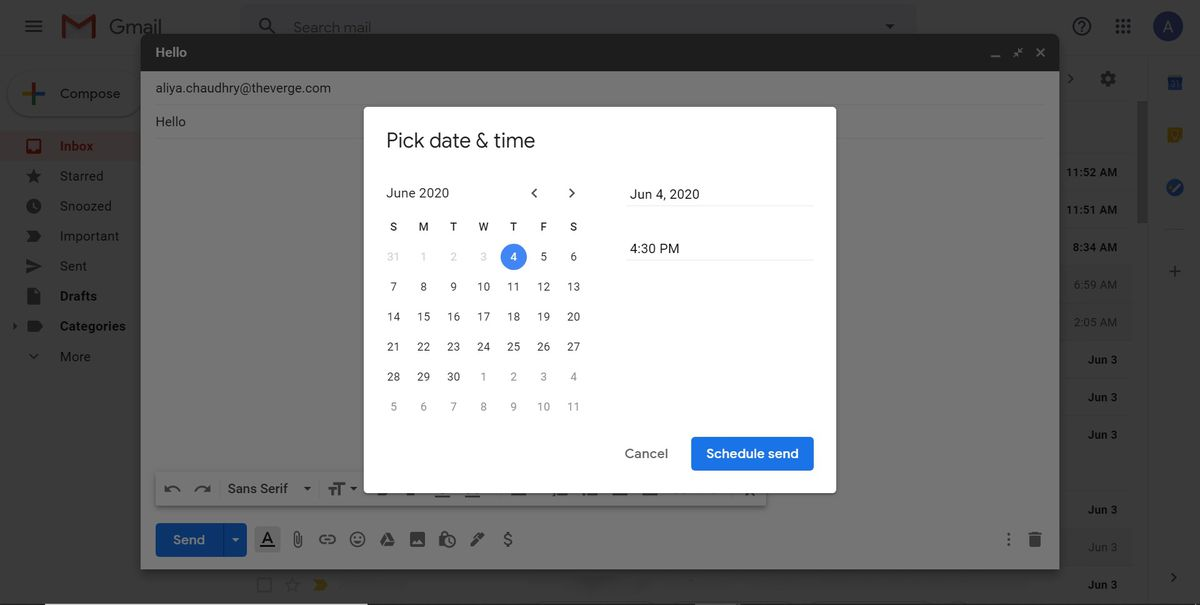 Gmail
Search mail
A
Hello
Compose
aliya.chaudhry@theverge.com
31
Hello
Pick date & time
Inbox
Starred
Snoozed
Important
Sent
Drafts
Categories
More
June 2020
S M T W T F S
31 1 2 3 4 5 6
7 8 9 10 11 12 13
14 15 16 17 18 19 20
21 22 23 24 25 26 27
28 29 30 1 2 3 4
5 6 7 8 9 10 11
Jun 4, 2020
4:30 PM
Cancel
Schedule send
11:52 AM
11:51 AM
8:34 AM
6:59 AM
2:05 AM
Jun 3
Jun 3
Jun 3
Jun 3
Jun 3
Jun 3
Sans Serif
Send